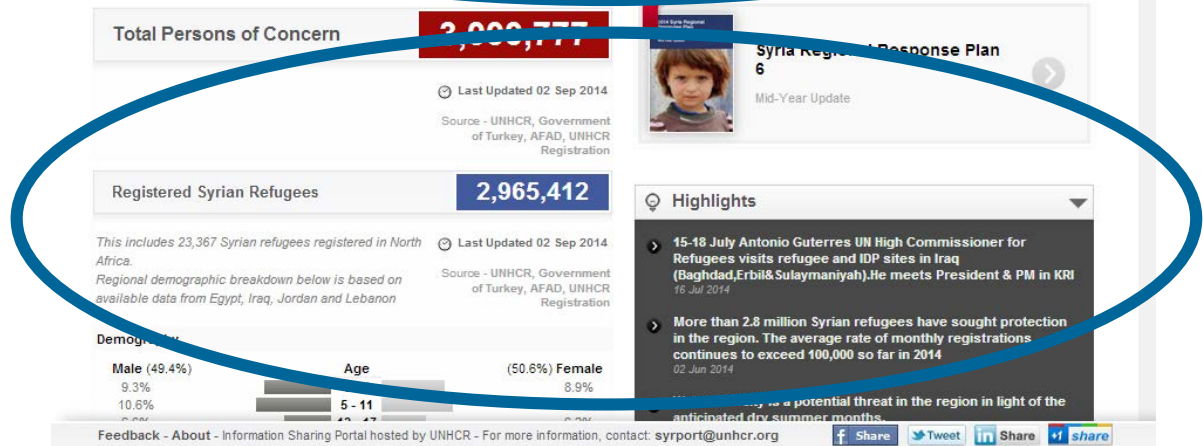 Total Persons of Concern
Last Updated 02 Sep 2014
Source - UNHCR, Government
of Turkey, AFAD, UNHCR
Registration
Registered Syrian Refugees
2,965,412
This includes 23,367 Syrian refugees registered in North
Africa.
Regional demographic breakdown below is based on
available data from Egypt, Iraq, Jordan and Lebanon
Last Updated 02 Sep 2014
Source - UNHCR, Government
of Turkey, AFAD, UNHCR
Registration
Demography
Male (49.4%)
Age
(50.6%) Female
9.3%
8.9%
10.6%
5 - 11
Syria Regional Response Plan
6
Mid-Year Update
Highlights
15-18 July Antonio Guterres UN High Commissioner for
Refugees visits refugee and IDP sites in Iraq
(Baghdad,Erbil&Sulaymaniyah).He meets President & PM in KRI
16 Jul 2014
More than 2.8 million Syrian refugees have sought protection
in the region. The average rate of monthly registrations
continues to exceed 100,000 so far in 2014
02 Jun 2014
is a potential threat in the region in light of the
anticipated dry summer months.
Feedback - About - Information Sharing Portal hosted by UNHCR - For more information, contact: syrport@unhcr.org
f Share
Tweet
in Share
+1 share